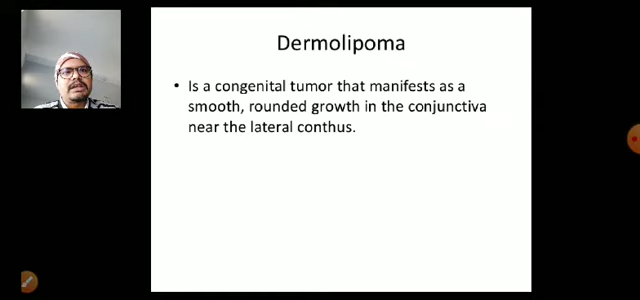 Dermolipoma
• Is a congenital tumor that manifests as a
smooth, rounded growth in the conjunctiva
near the lateral conthus.